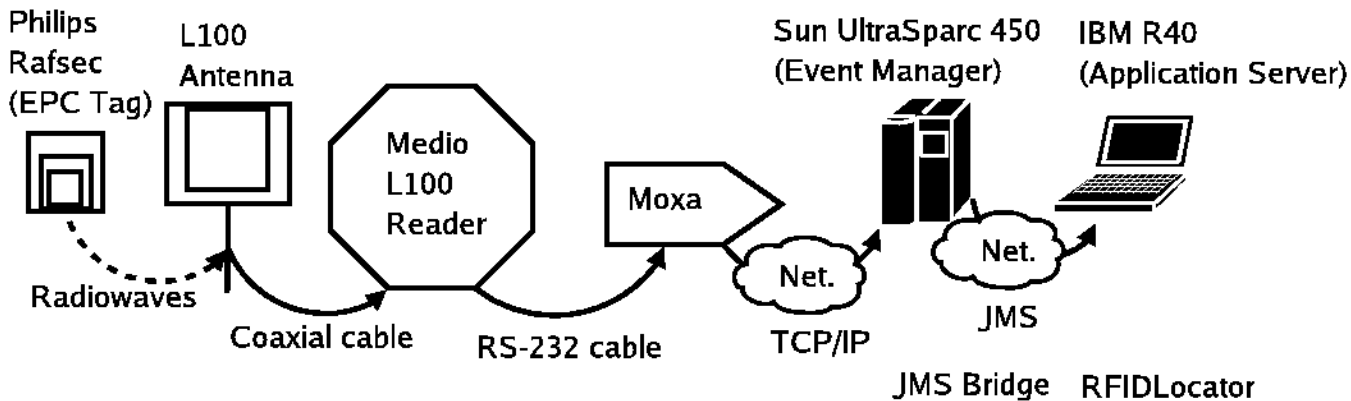 Philips
Rafsec
(EPC Tag)
L100
Antenna
Medio
L100
Reader
Moxa
Sun UltraSparc 450
(Event Manager)
IBM R40
(Application Server)
Net.
Net.
Radiowaves
Coaxial cable
RS-232 cable
TCP/IP
JMS
JMS Bridge
RFIDLocator